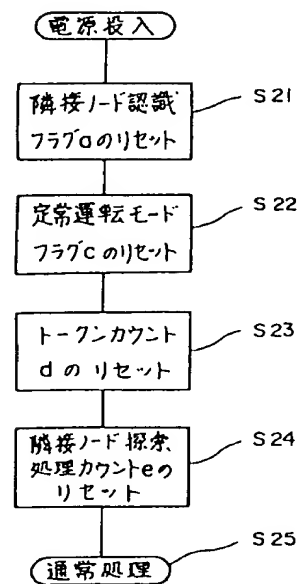 電源投入
隣接ノード認識
フラグaのリセット
S21
定常運転モード
フラグcのリセット
S22
トークンカウント
dのリセット
S23
隣接ノード探索
処理カウントeの
リセット
S24
通常処理
S25